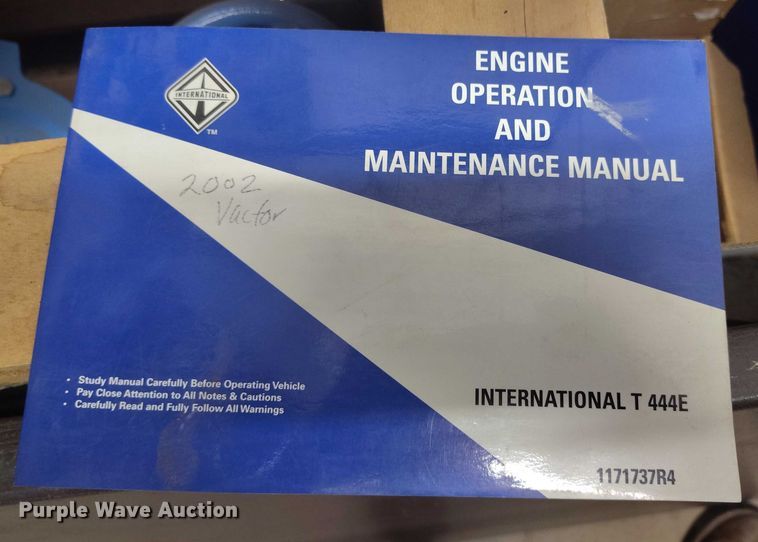 ENGINE
OPERATION
AND
MAINTENANCE MANUAL
INTERNATIONAL
TM
2002
Vactor
• Study Manual Carefully Before Operating Vehicle
• Pay Close Attention to All Notes & Cautions
• Carefully Read and Fully Follow All Warnings
INTERNATIONAL T 444E
1171737R4
Purple Wave Auction